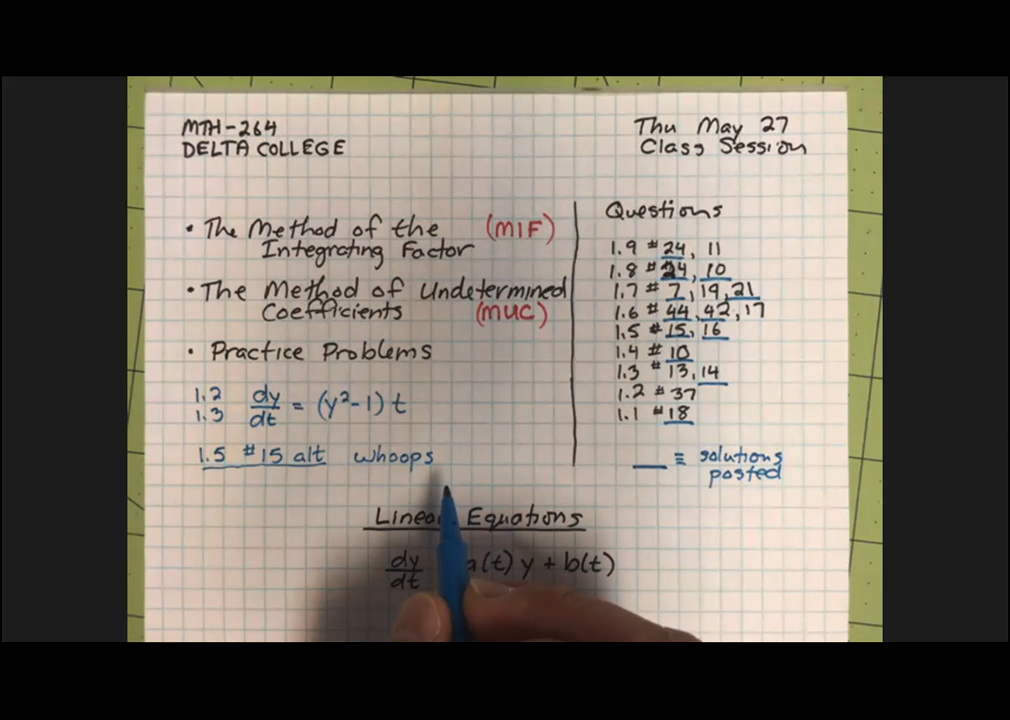 MTH-264
DELTA COLLEGE
Thu May 27
Class Session
• The Method of the (MIF)
Integrating Factor
• The Method of Undetermined
Coefficients (MUC)
• Practice Problems
1.2
1.3 dy/dt = (y²-1) t
1.5 #15 alt whoops
Questions
1.9 # 24, 11
1.8 # 24, 10
1.7 # 7, 19, 21
1.6 # 44, 42, 17
1.5 # 15, 16
1.4 # 10
1.3 # 13, 14
1.2 # 37
1.1 # 18
___ ≡ solutions
posted
Linear Equations
dy/dt a(t) y + b(t)